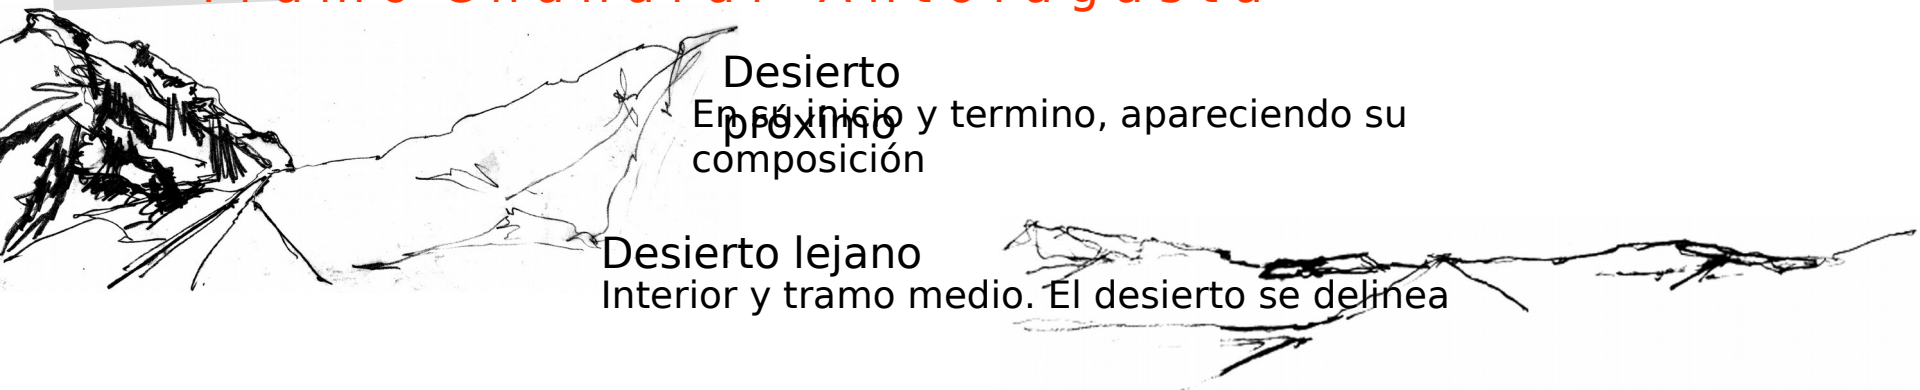 Desierto
próximo
En su inicio y termino, apareciendo su
composición
Desierto lejano
Interior y tramo medio. El desierto se delinea